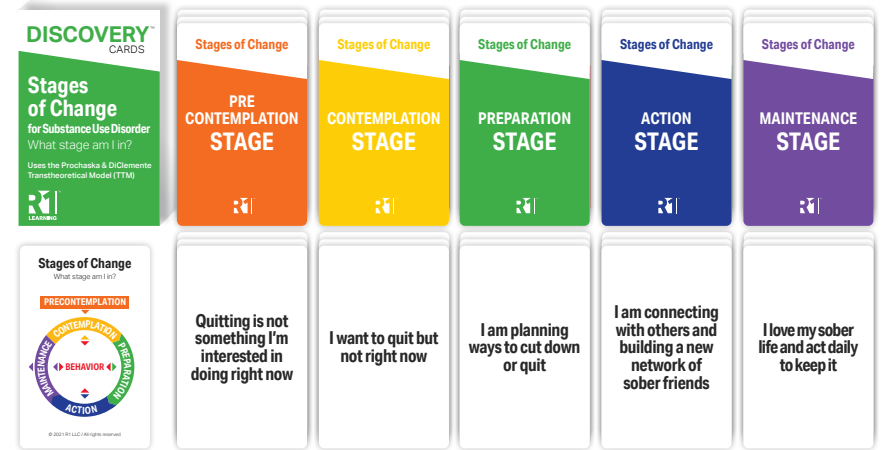 DISCOVERY™
CARDS
Stages
of Change
for Substance Use Disorder
What stage am I in?
Uses the Prochaska & DiClemente
Transtheoretical Model (TTM)
R1
LEARNING
Stages of Change
PRE
CONTEMPLATION
STAGE
R1
Stages of Change
CONTEMPLATION
STAGE
R1
Stages of Change
PREPARATION
STAGE
R1
Stages of Change
ACTION
STAGE
R1
Stages of Change
MAINTENANCE
STAGE
R1
Stages of Change
What stage am I in?
PRECONTEMPLATION
CONTEMPLATION
PREPARATION
ACTION
MAINTENANCE
BEHAVIOR
© 2021 R1 LLC / All rights reserved
Quitting is not
something I'm
interested in
doing right now
I want to quit but
not right now
I am planning
ways to cut down
or quit
I am connecting
with others and
building a new
network of
sober friends
I love my sober
life and act daily
to keep it